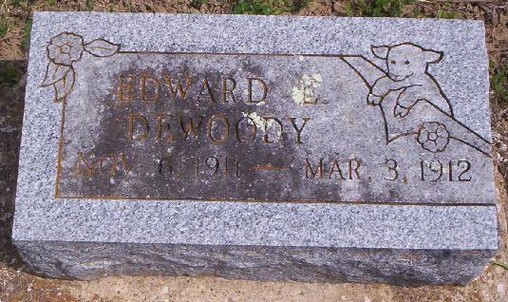 EDWARD E.
DEWOODY
NOV. 6, 1911 — MAR. 3, 1912